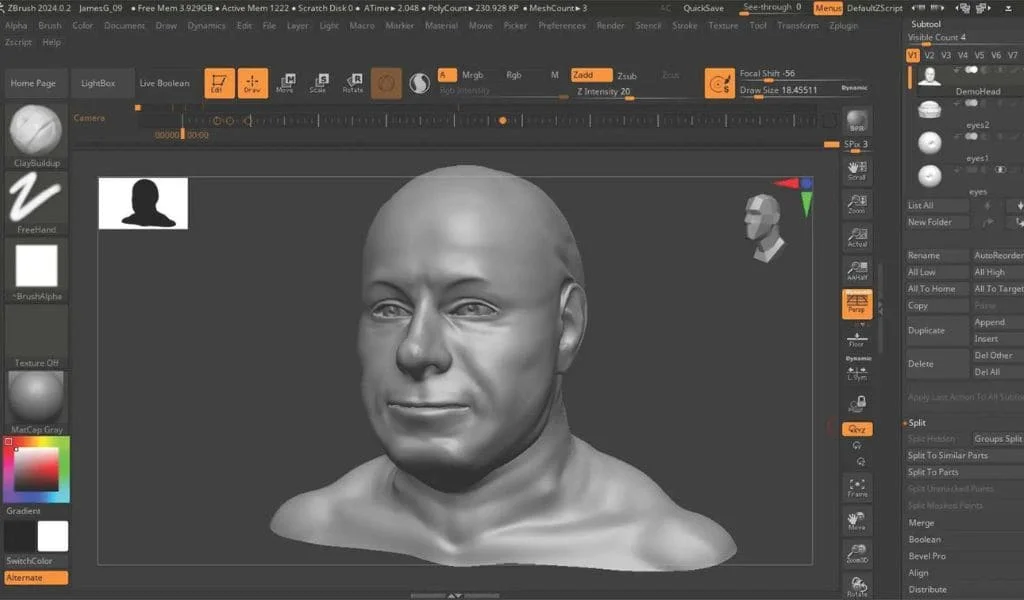 ZBrush 2024.0.2 JamesG_09 • Free Mem 3.929GB • Active Mem 1222 • Scratch Disk 0 • ATime▸ 2.048 • PolyCount▸ 230.928 KP • MeshCount▸ 3 AC QuickSave See-through 0 Menus DefaultZScript
Alpha Brush Color Document Draw Dynamics Edit File Layer Light Macro Marker Material Movie Picker Preferences Render Stencil Stroke Texture Tool Transform Zplugin
Zscript Help
Home Page LightBox Live Boolean Edit Draw Move Scale Rotate
A Mrgb Rgb M Zadd Zsub Zcut Focal Shift -56
Rgb Intensity Z Intensity 20 Draw Size 18.45511 Dynamic
Camera
00000 00:00
ClayBuildup
FreeHand
~BrushAlpha
Texture Off
MatCap Gray
Gradient
SwitchColor
Alternate
BPR
SPix 3
Scroll
Zoom
Actual
AAHalf
Dynamic
Persp
Floor
Dynamic
L.Sym
Frame
Move
Zoom3D
Rotate
Subtool
Visible Count 4
V1 V2 V3 V4 V5 V6 V7
DemoHead
eyes2
eyes1
eyes
List All
New Folder
Rename AutoReorder
All Low All High
All To Home All To Target
Copy Paste
Duplicate Append
Insert
Delete Del Other
Del All
Apply Last Action To All Subto
Split
Split Hidden Groups Split
Split To Similar Parts
Split To Parts
Split Unmasked Points
Split Masked Points
Merge
Boolean
Bevel Pro
Align
Distribute